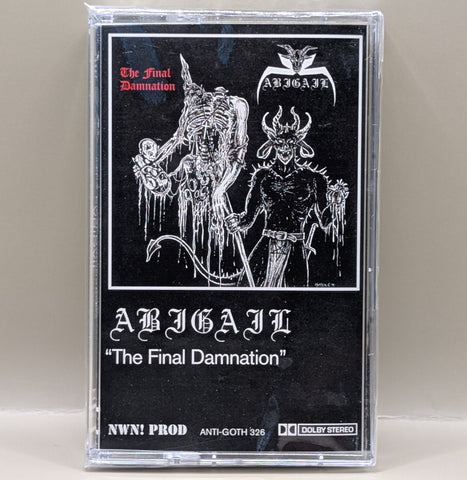 The Final
Damnation
ABIGAIL
ABIGAIL
“The Final Damnation”
NWN! PROD
ANTI-GOTH 326
DOLBY STEREO